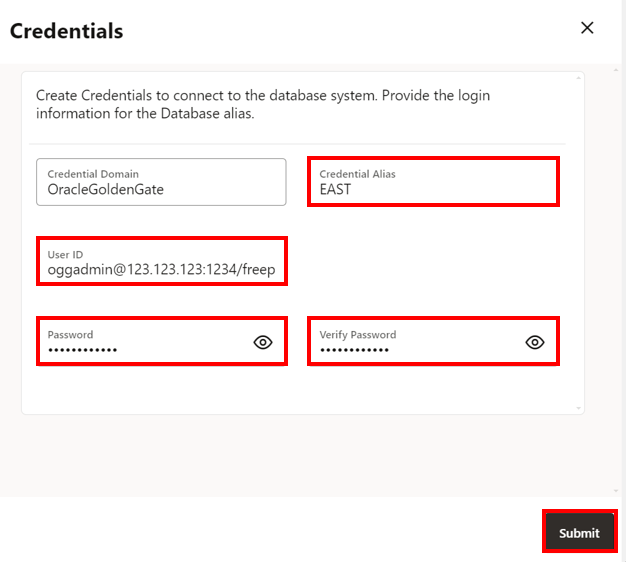 Credentials
Create Credentials to connect to the database system. Provide the login
information for the Database alias.
Credential Domain
OracleGoldenGate
Credential Alias
EAST
User ID
oggadmin@123.123.123:1234/freep
Password
••••••••••••
Verify Password
••••••••••••
Submit